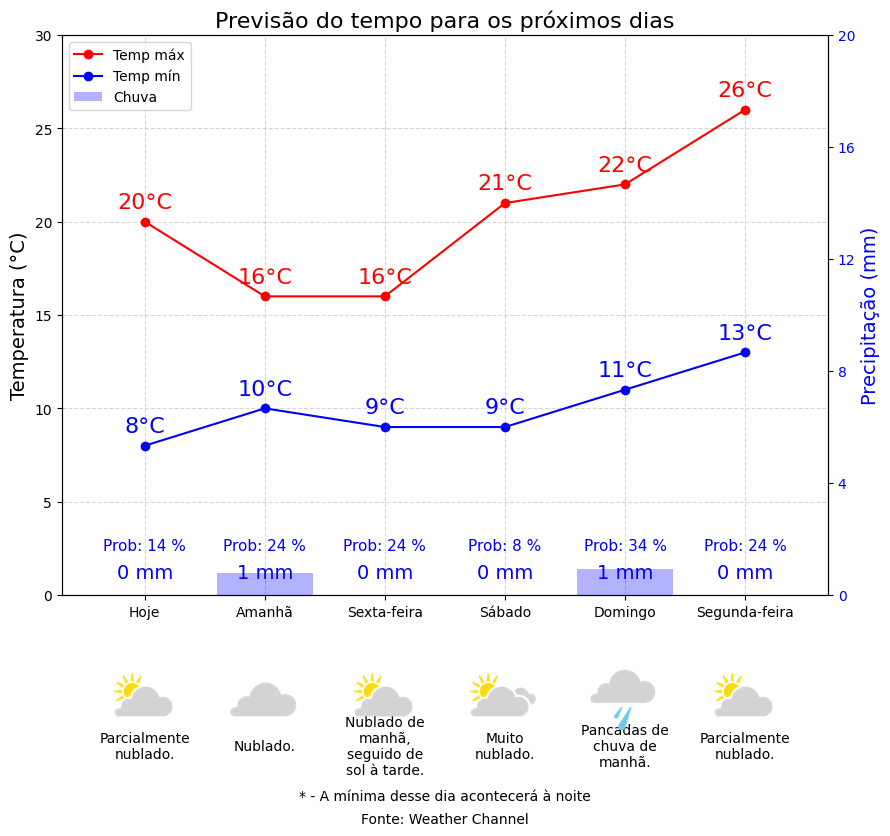 Previsão do tempo para os próximos dias
Temp máx
Temp mín
Chuva
Temperatura (°C)
Precipitação (mm)
30
25
20
15
10
5
0
20
16
12
8
4
0
20°C
16°C
16°C
21°C
22°C
26°C
8°C
10°C
9°C
9°C
11°C
13°C
Prob: 14 %
Prob: 24 %
Prob: 24 %
Prob: 8 %
Prob: 34 %
Prob: 24 %
0 mm
1 mm
0 mm
0 mm
1 mm
0 mm
Hoje
Amanhã
Sexta-feira
Sábado
Domingo
Segunda-feira
Parcialmente
nublado.
Nublado.
Nublado de
manhã,
seguido de
sol à tarde.
Muito
nublado.
Pancadas de
chuva de
manhã.
Parcialmente
nublado.
* - A mínima desse dia acontecerá à noite
Fonte: Weather Channel